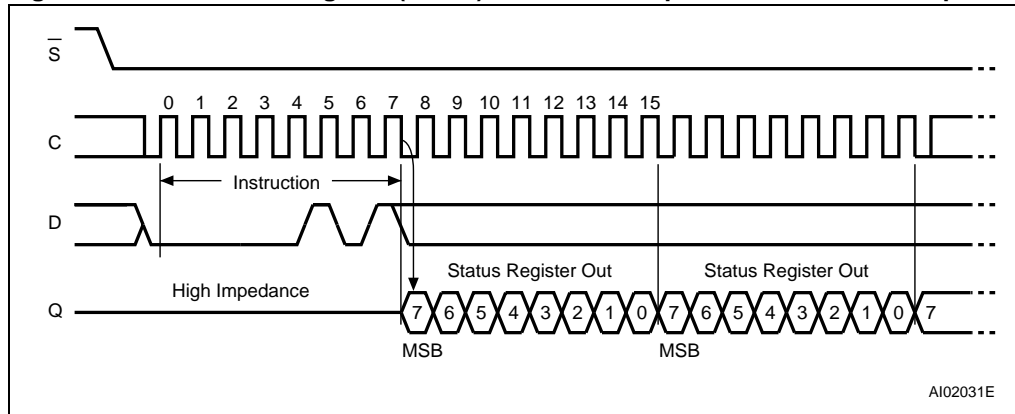 S
0 1 2 3 4 5 6 7 8 9 10 11 12 13 14 15
C
Instruction
D
Status Register Out Status Register Out
High Impedance
Q 7 6 5 4 3 2 1 0 7 6 5 4 3 2 1 0 7
MSB MSB
AI02031E